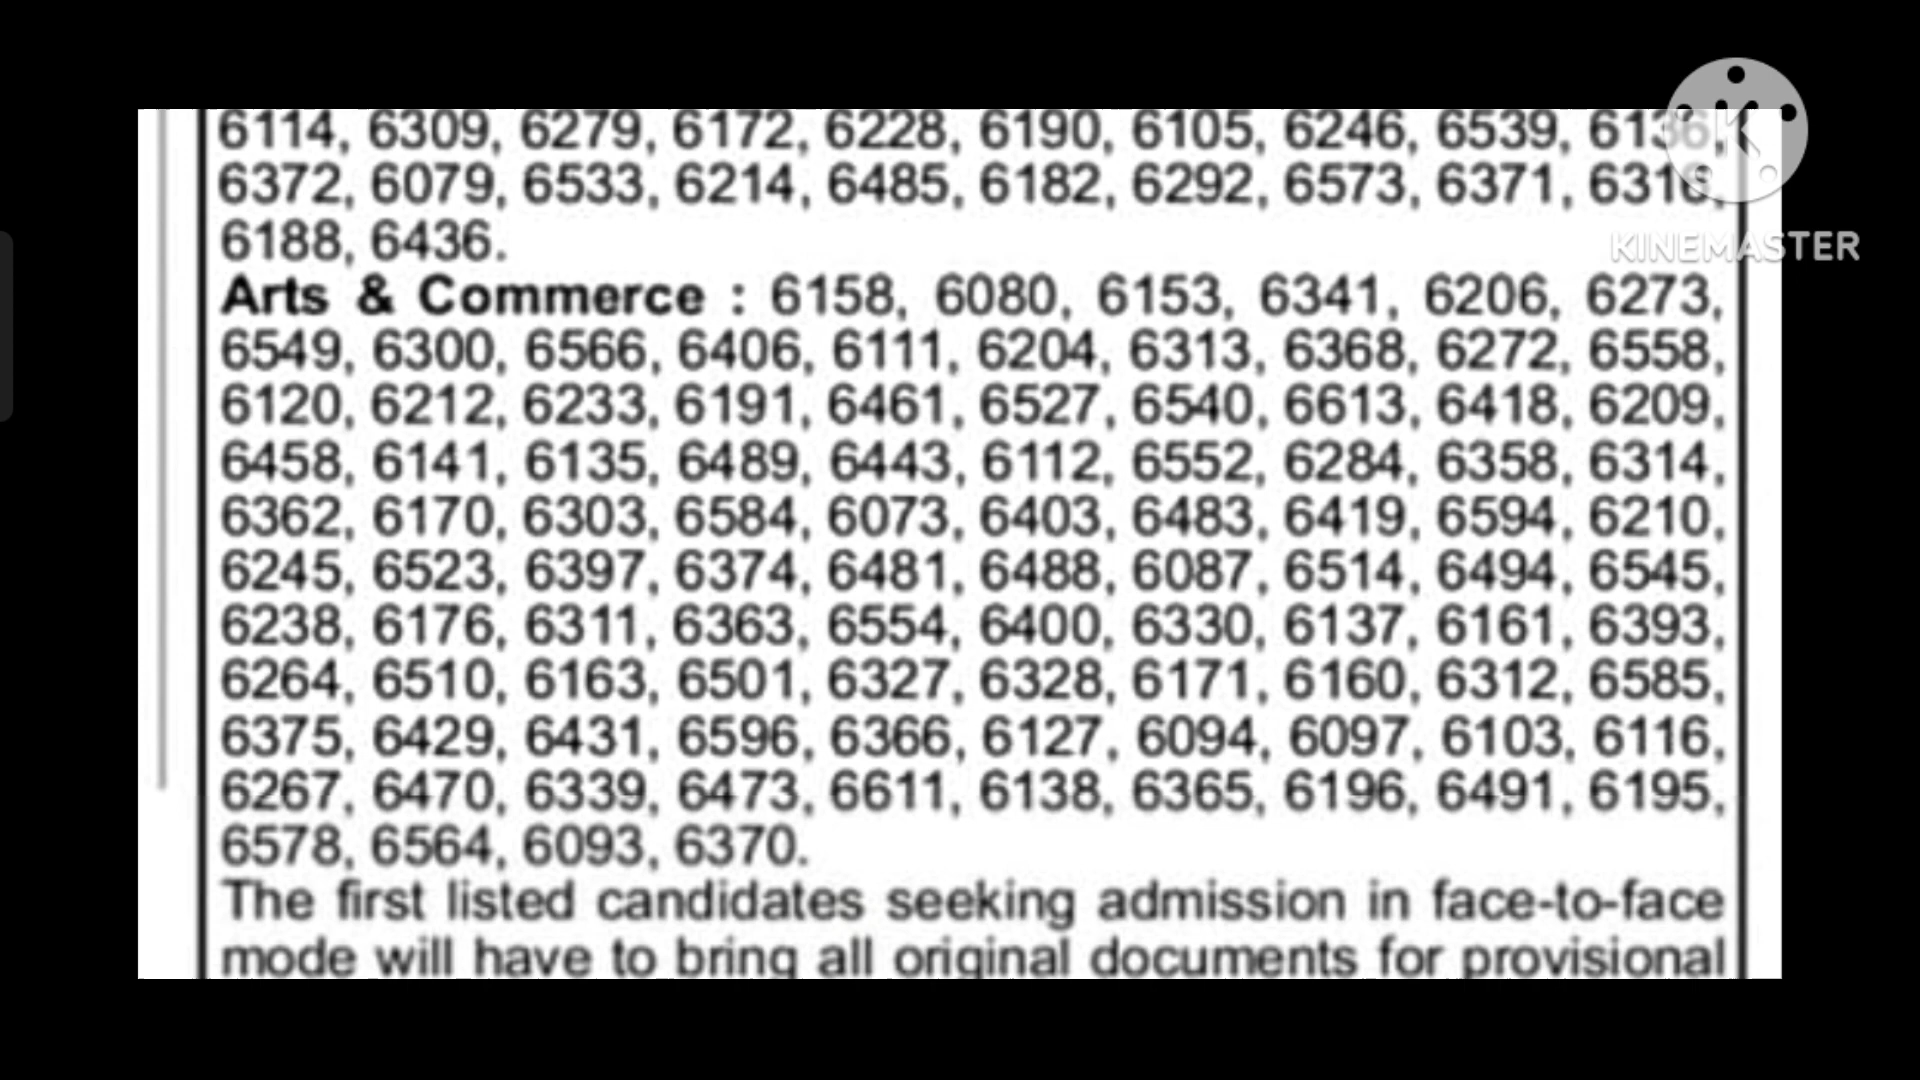 6114, 6309, 6279, 6172, 6228, 6190, 6105, 6246, 6539, 6136,
6372, 6079, 6533, 6214, 6485, 6182, 6292, 6573, 6371,
6188, 6436.
KINEMASTER
Arts & Commerce : 6158, 6080, 6153, 6341, 6206, 6273,
6549, 6300, 6566, 6406, 6111, 6204, 6313, 6368, 6272, 6558,
6120, 6212, 6233, 6191, 6461, 6527, 6540, 6613, 6418, 6209,
6458, 6141, 6135, 6489, 6443, 6112, 6552, 6284, 6358, 6314,
6362, 6170, 6303, 6584, 6073, 6403, 6483, 6419, 6594, 6210,
6245, 6523, 6397, 6374, 6481, 6488, 6087, 6514, 6494, 6545,
6238, 6176, 6311, 6363, 6554, 6400, 6330, 6137, 6161, 6393,
6264, 6510, 6163, 6501, 6327, 6328, 6171, 6160, 6312, 6585,
6375, 6429, 6431, 6596, 6366, 6127, 6094, 6097, 6103, 6116,
6267, 6470, 6339, 6473, 6611, 6138, 6365, 6196, 6491, 6195,
6578, 6564, 6093, 6370.
The first listed candidates seeking admission in face-to-face
mode will have to bring all original documents for provisional